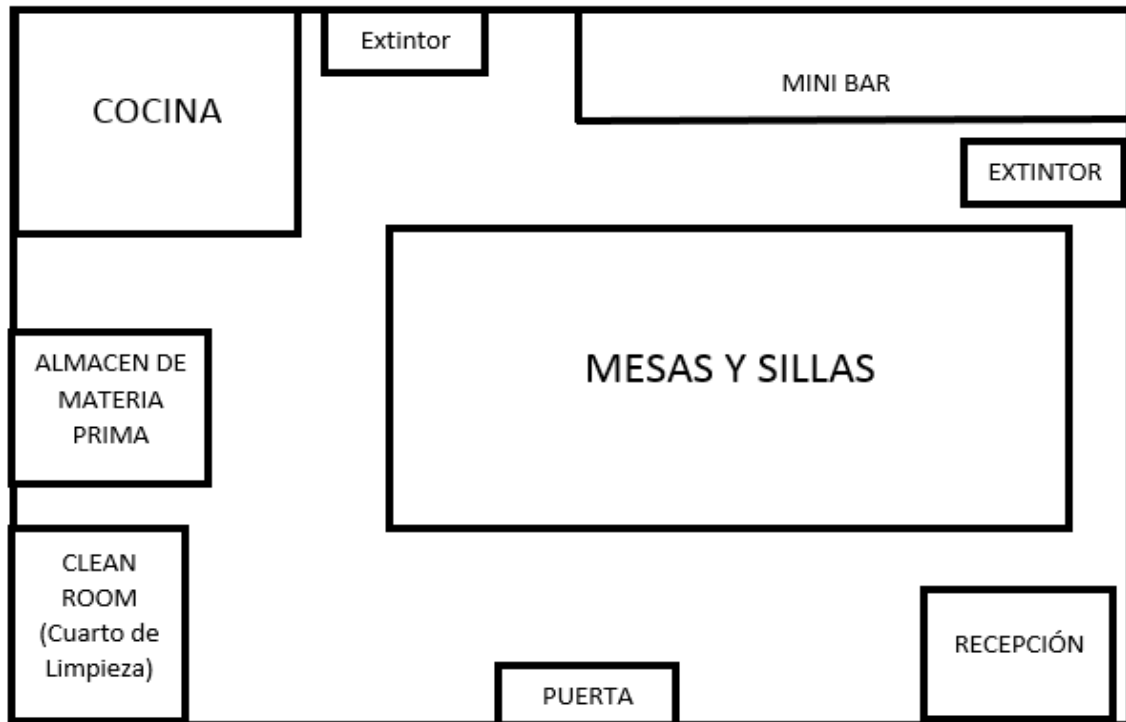 Extintor
COCINA
MINI BAR
EXTINTOR
MESAS Y SILLAS
ALMACEN DE
MATERIA
PRIMA
CLEAN
ROOM
(Cuarto de
Limpieza)
RECEPCIÓN
PUERTA